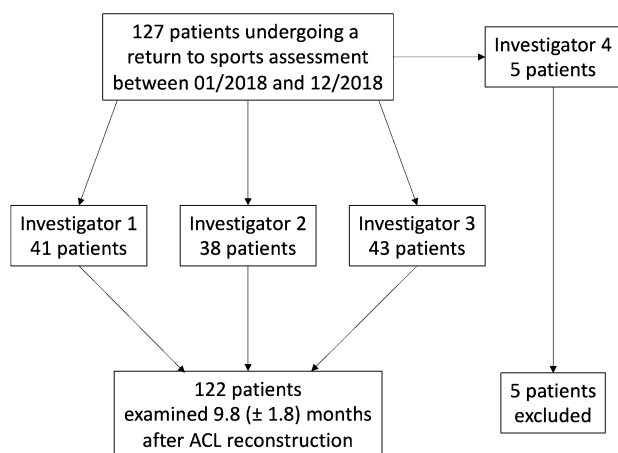 127 patients undergoing a
return to sports assessment
between 01/2018 and 12/2018
Investigator 4
5 patients
Investigator 1
41 patients
Investigator 2
38 patients
Investigator 3
43 patients
122 patients
examined 9.8 (± 1.8) months
after ACL reconstruction
5 patients
excluded